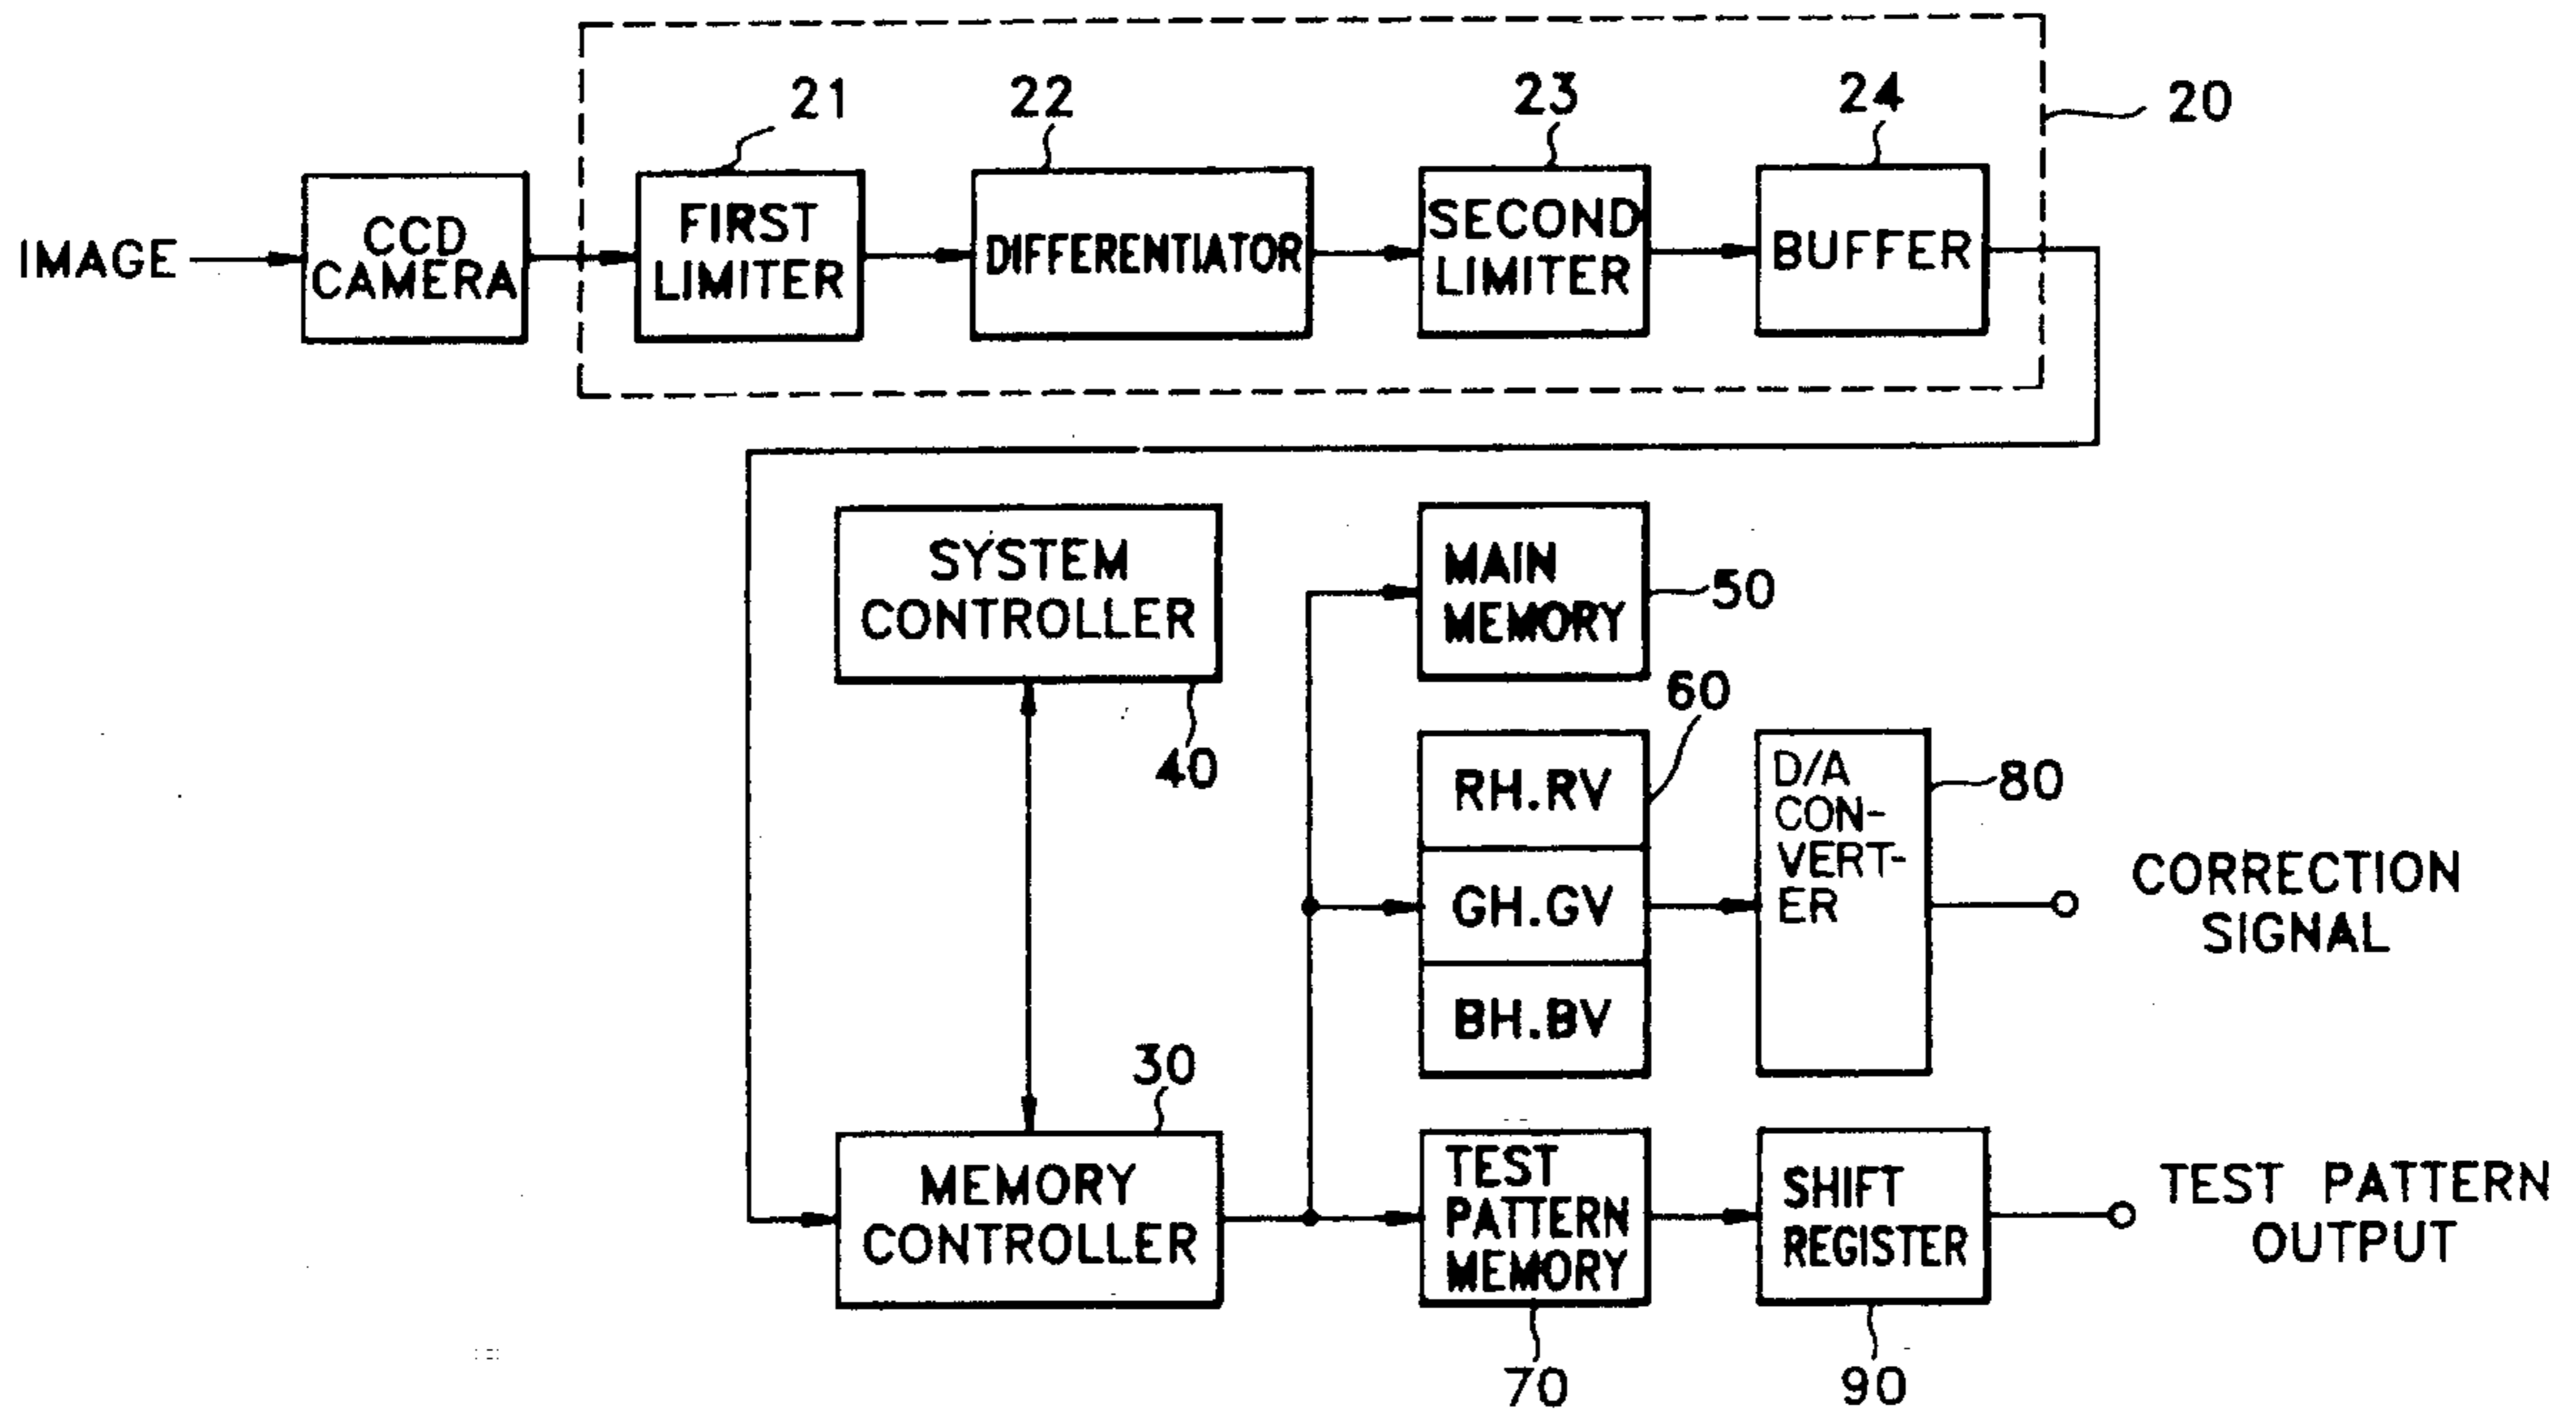 21
22
23
24
20
IMAGE
CCD
CAMERA
FIRST
LIMITER
DIFFERENTIATOR
SECOND
LIMITER
BUFFER
SYSTEM
CONTROLLER
40
MAIN
MEMORY
50
60
RH.RV
GH.GV
BH.BV
D/A
CON-
VERT-
ER
80
CORRECTION
SIGNAL
30
MEMORY
CONTROLLER
TEST
PATTERN
MEMORY
70
SHIFT
REGISTER
90
TEST PATTERN
OUTPUT